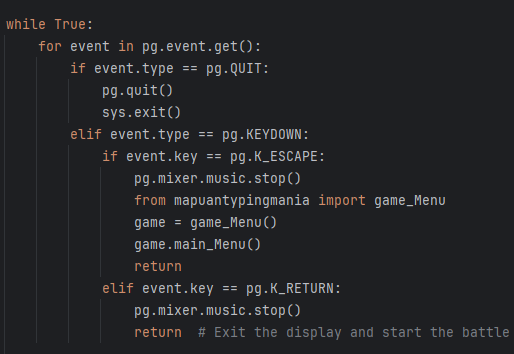 while True:
    for event in pg.event.get():
        if event.type == pg.QUIT:
            pg.quit()
            sys.exit()
        elif event.type == pg.KEYDOWN:
            if event.key == pg.K_ESCAPE:
                pg.mixer.music.stop()
                from mapuantypingmania import game_Menu
                game = game_Menu()
                game.main_Menu()
                return
            elif event.key == pg.K_RETURN:
                pg.mixer.music.stop()
                return  # Exit the display and start the battle